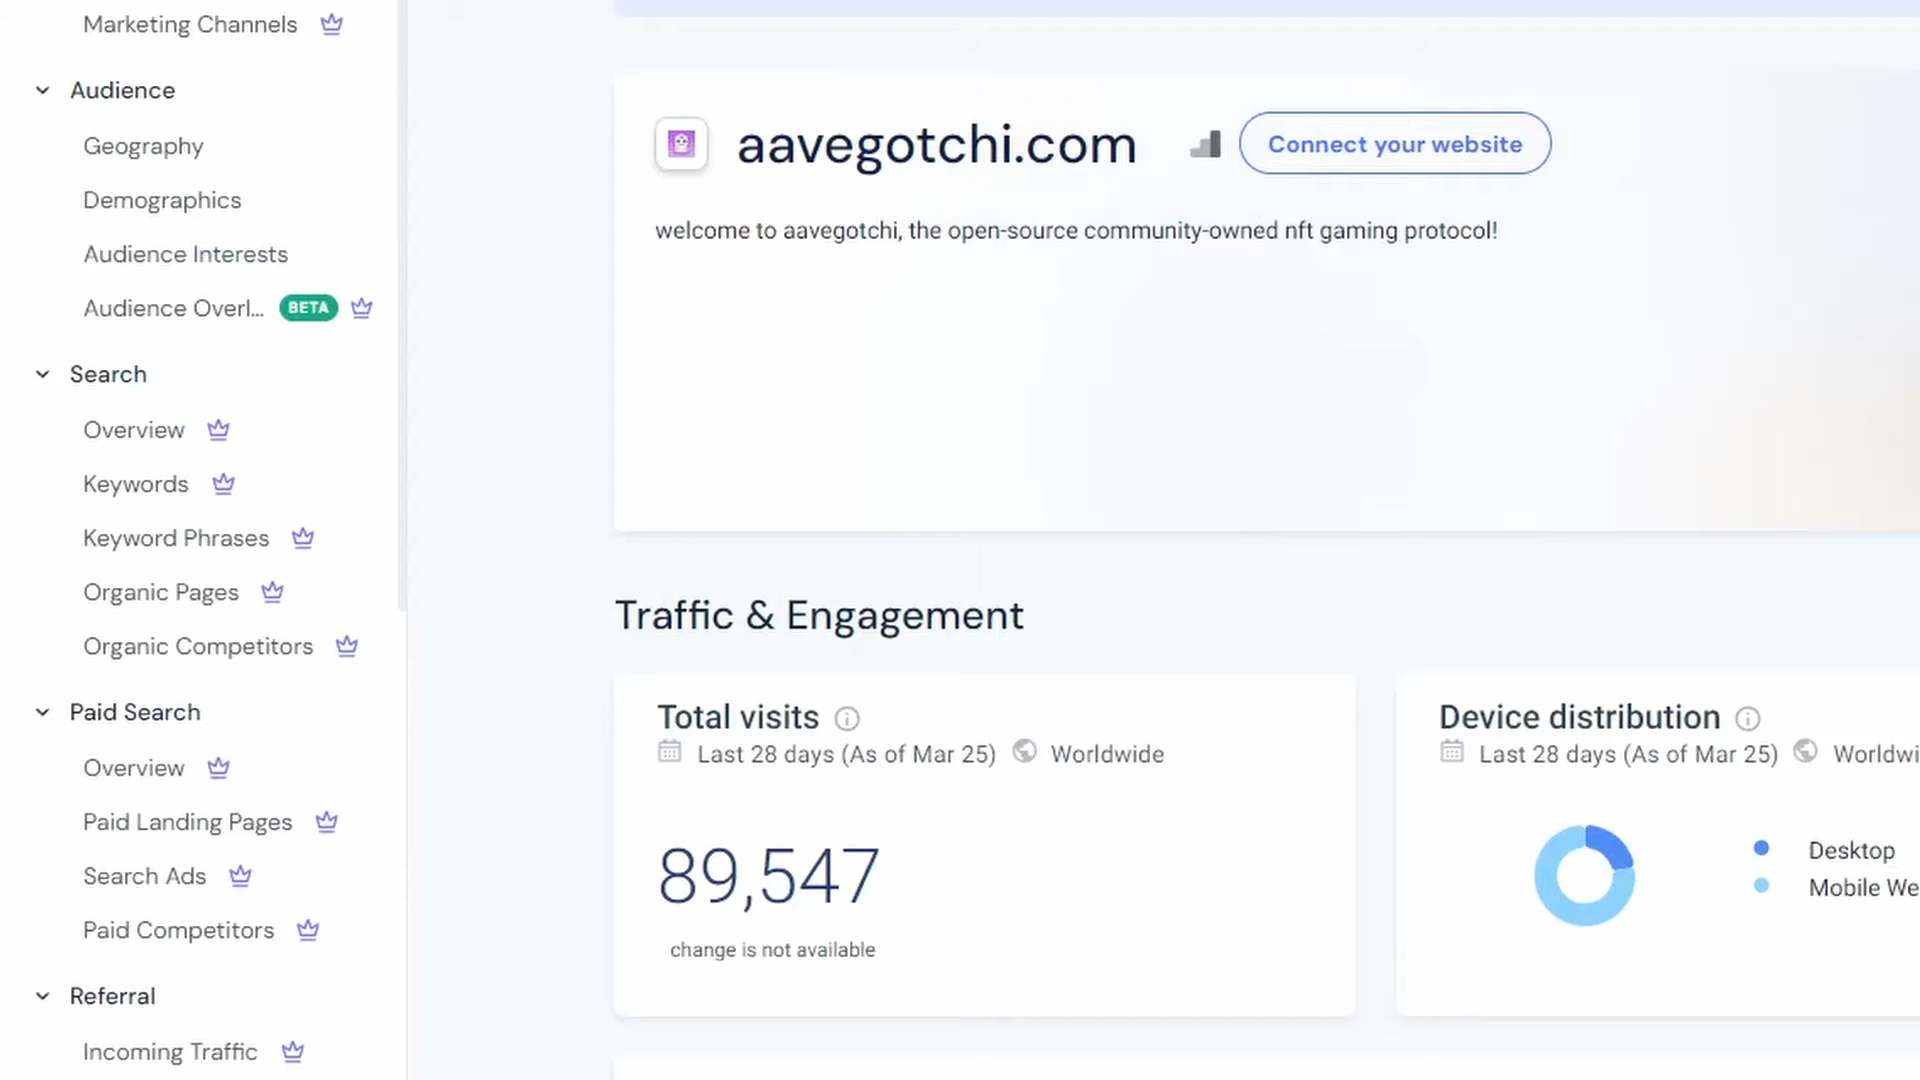 Marketing Channels
Audience
Geography
Demographics
Audience Interests
Audience Overl... BETA
Search
Overview
Keywords
Keyword Phrases
Organic Pages
Organic Competitors
Paid Search
Overview
Paid Landing Pages
Search Ads
Paid Competitors
Referral
Incoming Traffic
aavegotchi.com
Connect your website
welcome to aavegotchi, the open-source community-owned nft gaming protocol!
Traffic & Engagement
Total visits
Last 28 days (As of Mar 25) Worldwide
89,547
change is not available
Device distribution
Last 28 days (As of Mar 25) Worldwi
Desktop
Mobile We